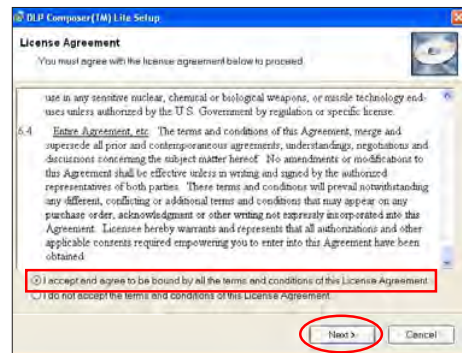 DLP Composer(TM) Lite Setup
License Agreement
You must agree with the license agreement below to proceed.
use in any sensitive nuclear, chemical or biological weapons, or missile technology end-
uses unless authorized by the U.S. Government by regulation or specific license.
6.4 Entire Agreement, etc. The terms and conditions of this Agreement, merge and
supersede all prior and contemporaneous agreements, understandings, negotiations and
discussions concerning the subject matter hereof. No amendments or modifications to
this Agreement shall be effective unless in writing and signed by the authorized
representatives of both parties. These terms and conditions will prevail notwithstanding
any different, conflicting or additional terms and conditions that may appear on any
purchase order, acknowledgment or other writing not expressly incorporated into this
Agreement. Licensee hereby warrants and represents that all authorizations and other
applicable consents required empowering you to enter into this Agreement have been
obtained.
I accept and agree to be bound by all the terms and conditions of this License Agreement
I do not accept the terms and conditions of this License Agreement
Next >
Cancel